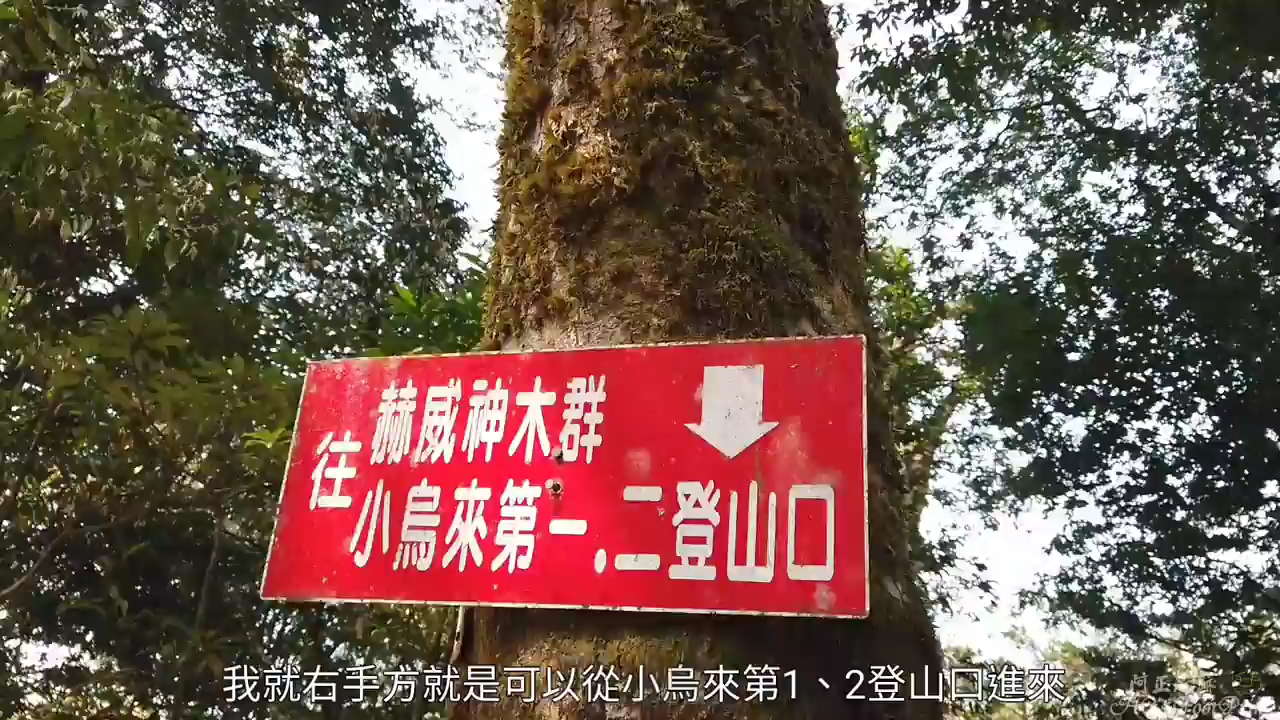 赫威神木群
往
小烏來第一.二登山口
我就右手方就是可以從小烏來第1、2登山口進來